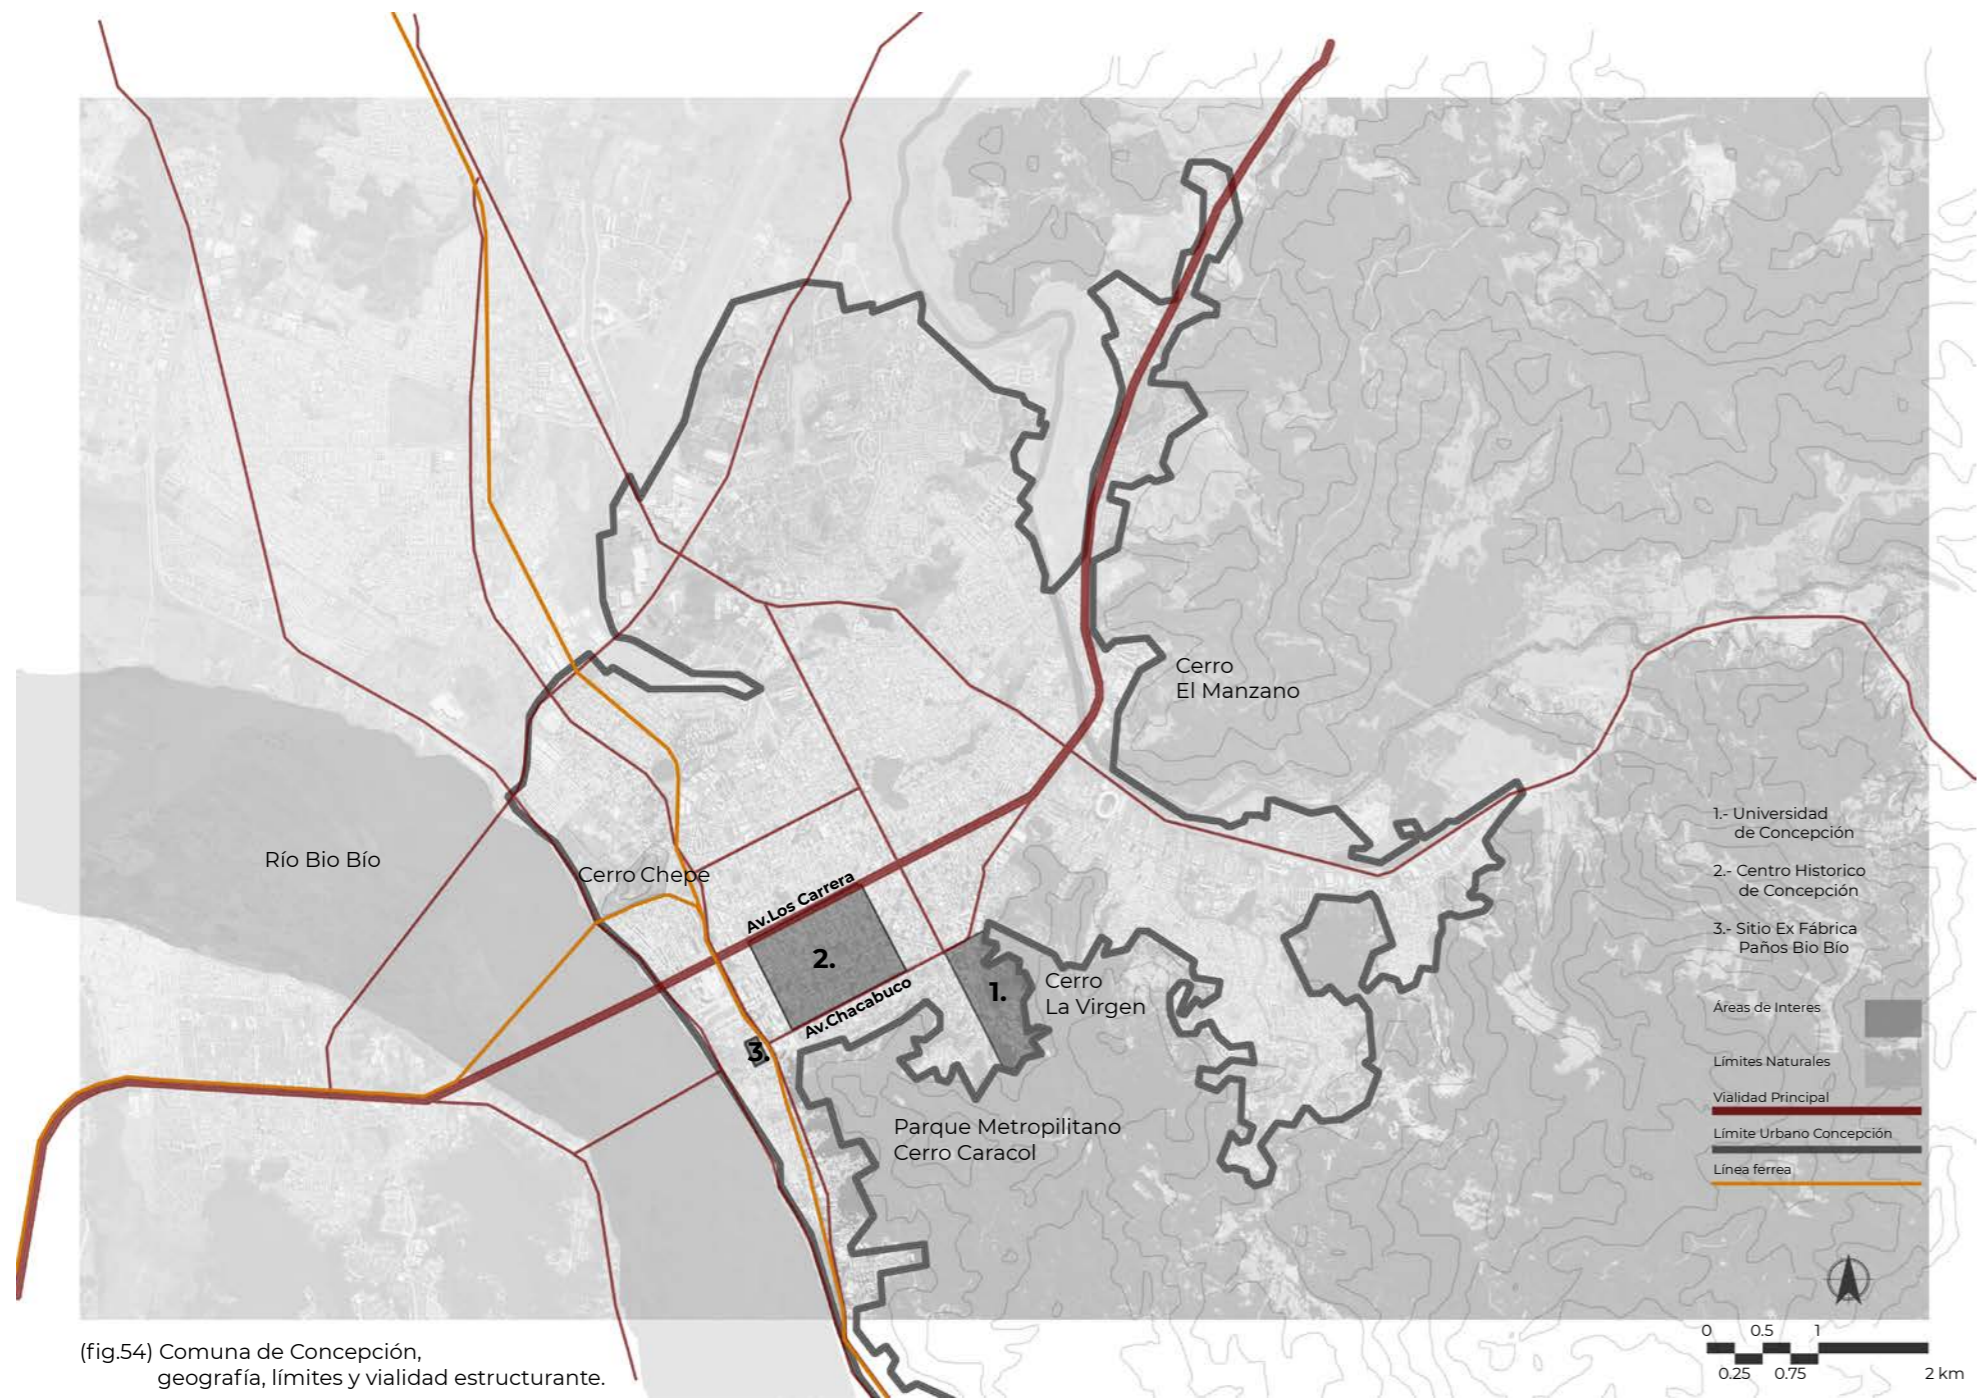 Cerro
El Manzano
Río Bio Bío
Cerro Chepe
Av.Los Carrera
2.
Av.Chacabuco
1.
3.
Cerro
La Virgen
Parque Metropilitano
Cerro Caracol
1.- Universidad
de Concepción
2.- Centro Historico
de Concepción
3.- Sitio Ex Fábrica
Paños Bio Bío
Áreas de Interes
Límites Naturales
Vialidad Principal
Límite Urbano Concepción
Línea ferrea
0 0.5 1
0.25 0.75 2 km
(fig.54) Comuna de Concepción,
geografía, límites y vialidad estructurante.